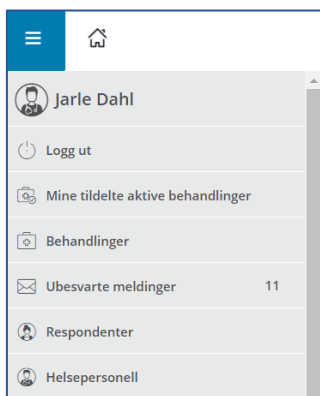 Jarle Dahl
Logg ut
Mine tildelte aktive behandlinger
Behandlinger
Ubesvarte meldinger 11
Respondenter
Helsepersonell